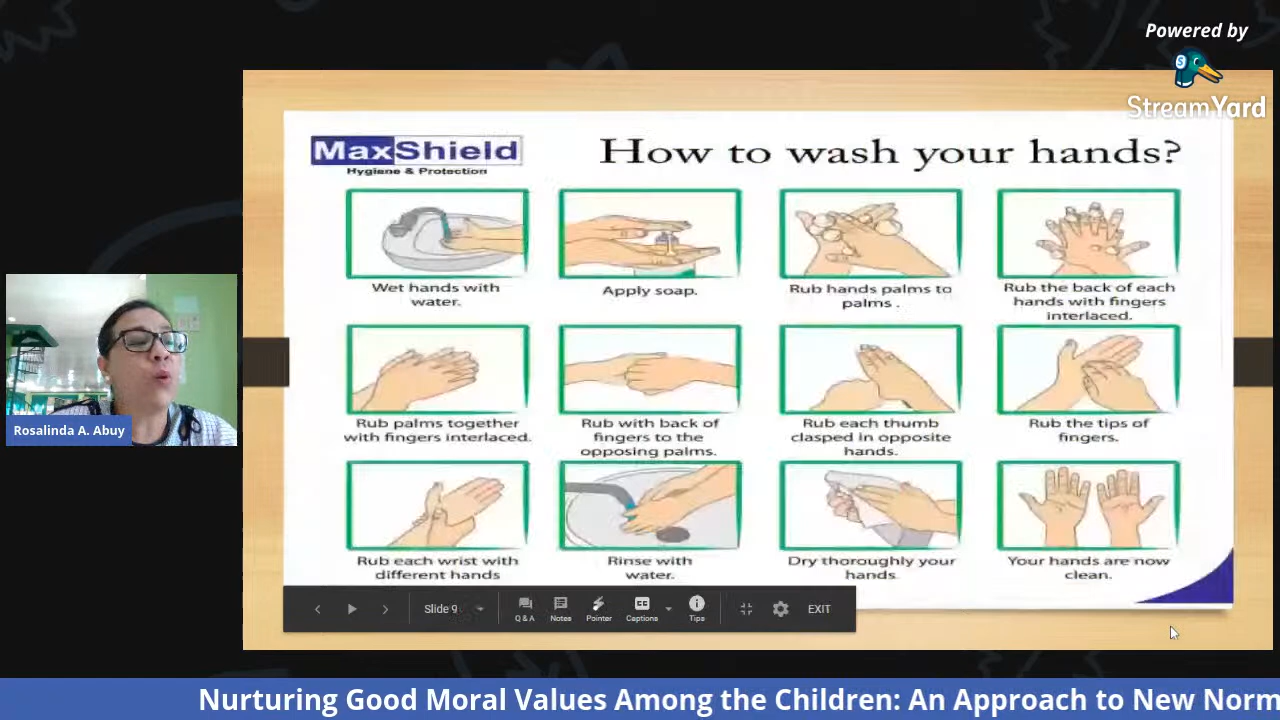 Powered by
StreamYard
MaxShield
Hygiene & Protection
How to wash your hands?
Wet hands with
water.
Apply soap.
Rub hands palms to
palms .
Rub the back of each
hands with fingers
interlaced.
Rub palms together
with fingers interlaced.
Rub with back of
fingers to the
opposing palms.
Rub each thumb
clasped in opposite
hands.
Rub the tips of
fingers.
Rub each wrist with
different hands
Rinse with
water.
Dry thoroughly your
hands
Your hands are now
clean.
Rosalinda A. Abuy
Slide 9
Q & A
Notes
Pointer
Captions
Tips
EXIT
Nurturing Good Moral Values Among the Children: An Approach to New Norm